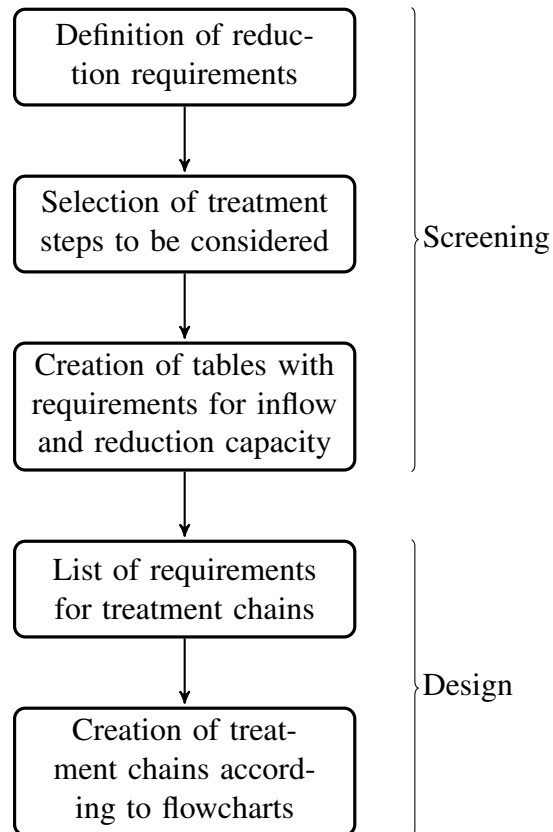 Definition of reduc-
tion requirements
Selection of treatment
steps to be considered
Screening
Creation of tables with
requirements for inflow
and reduction capacity
List of requirements
for treatment chains
Design
Creation of treat-
ment chains accord-
ing to flowcharts